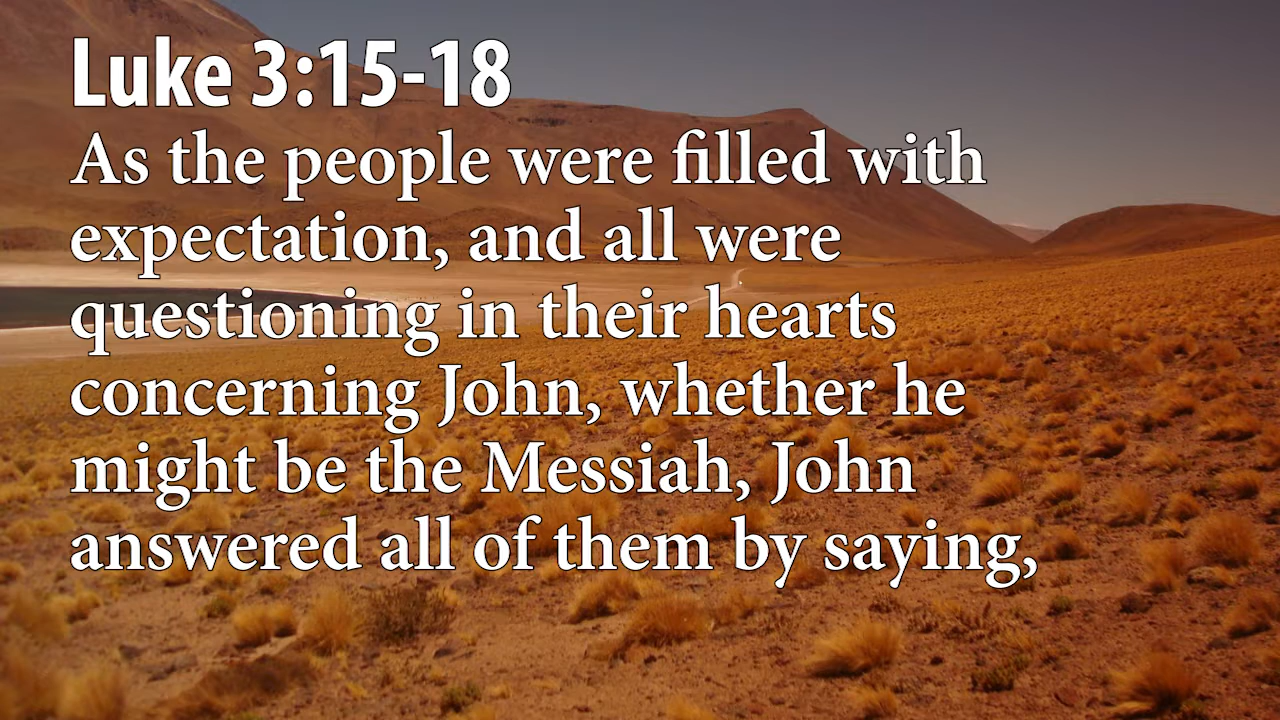 Luke 3:15-18
As the people were filled with
expectation, and all were
questioning in their hearts
concerning John, whether he
might be the Messiah, John
answered all of them by saying,